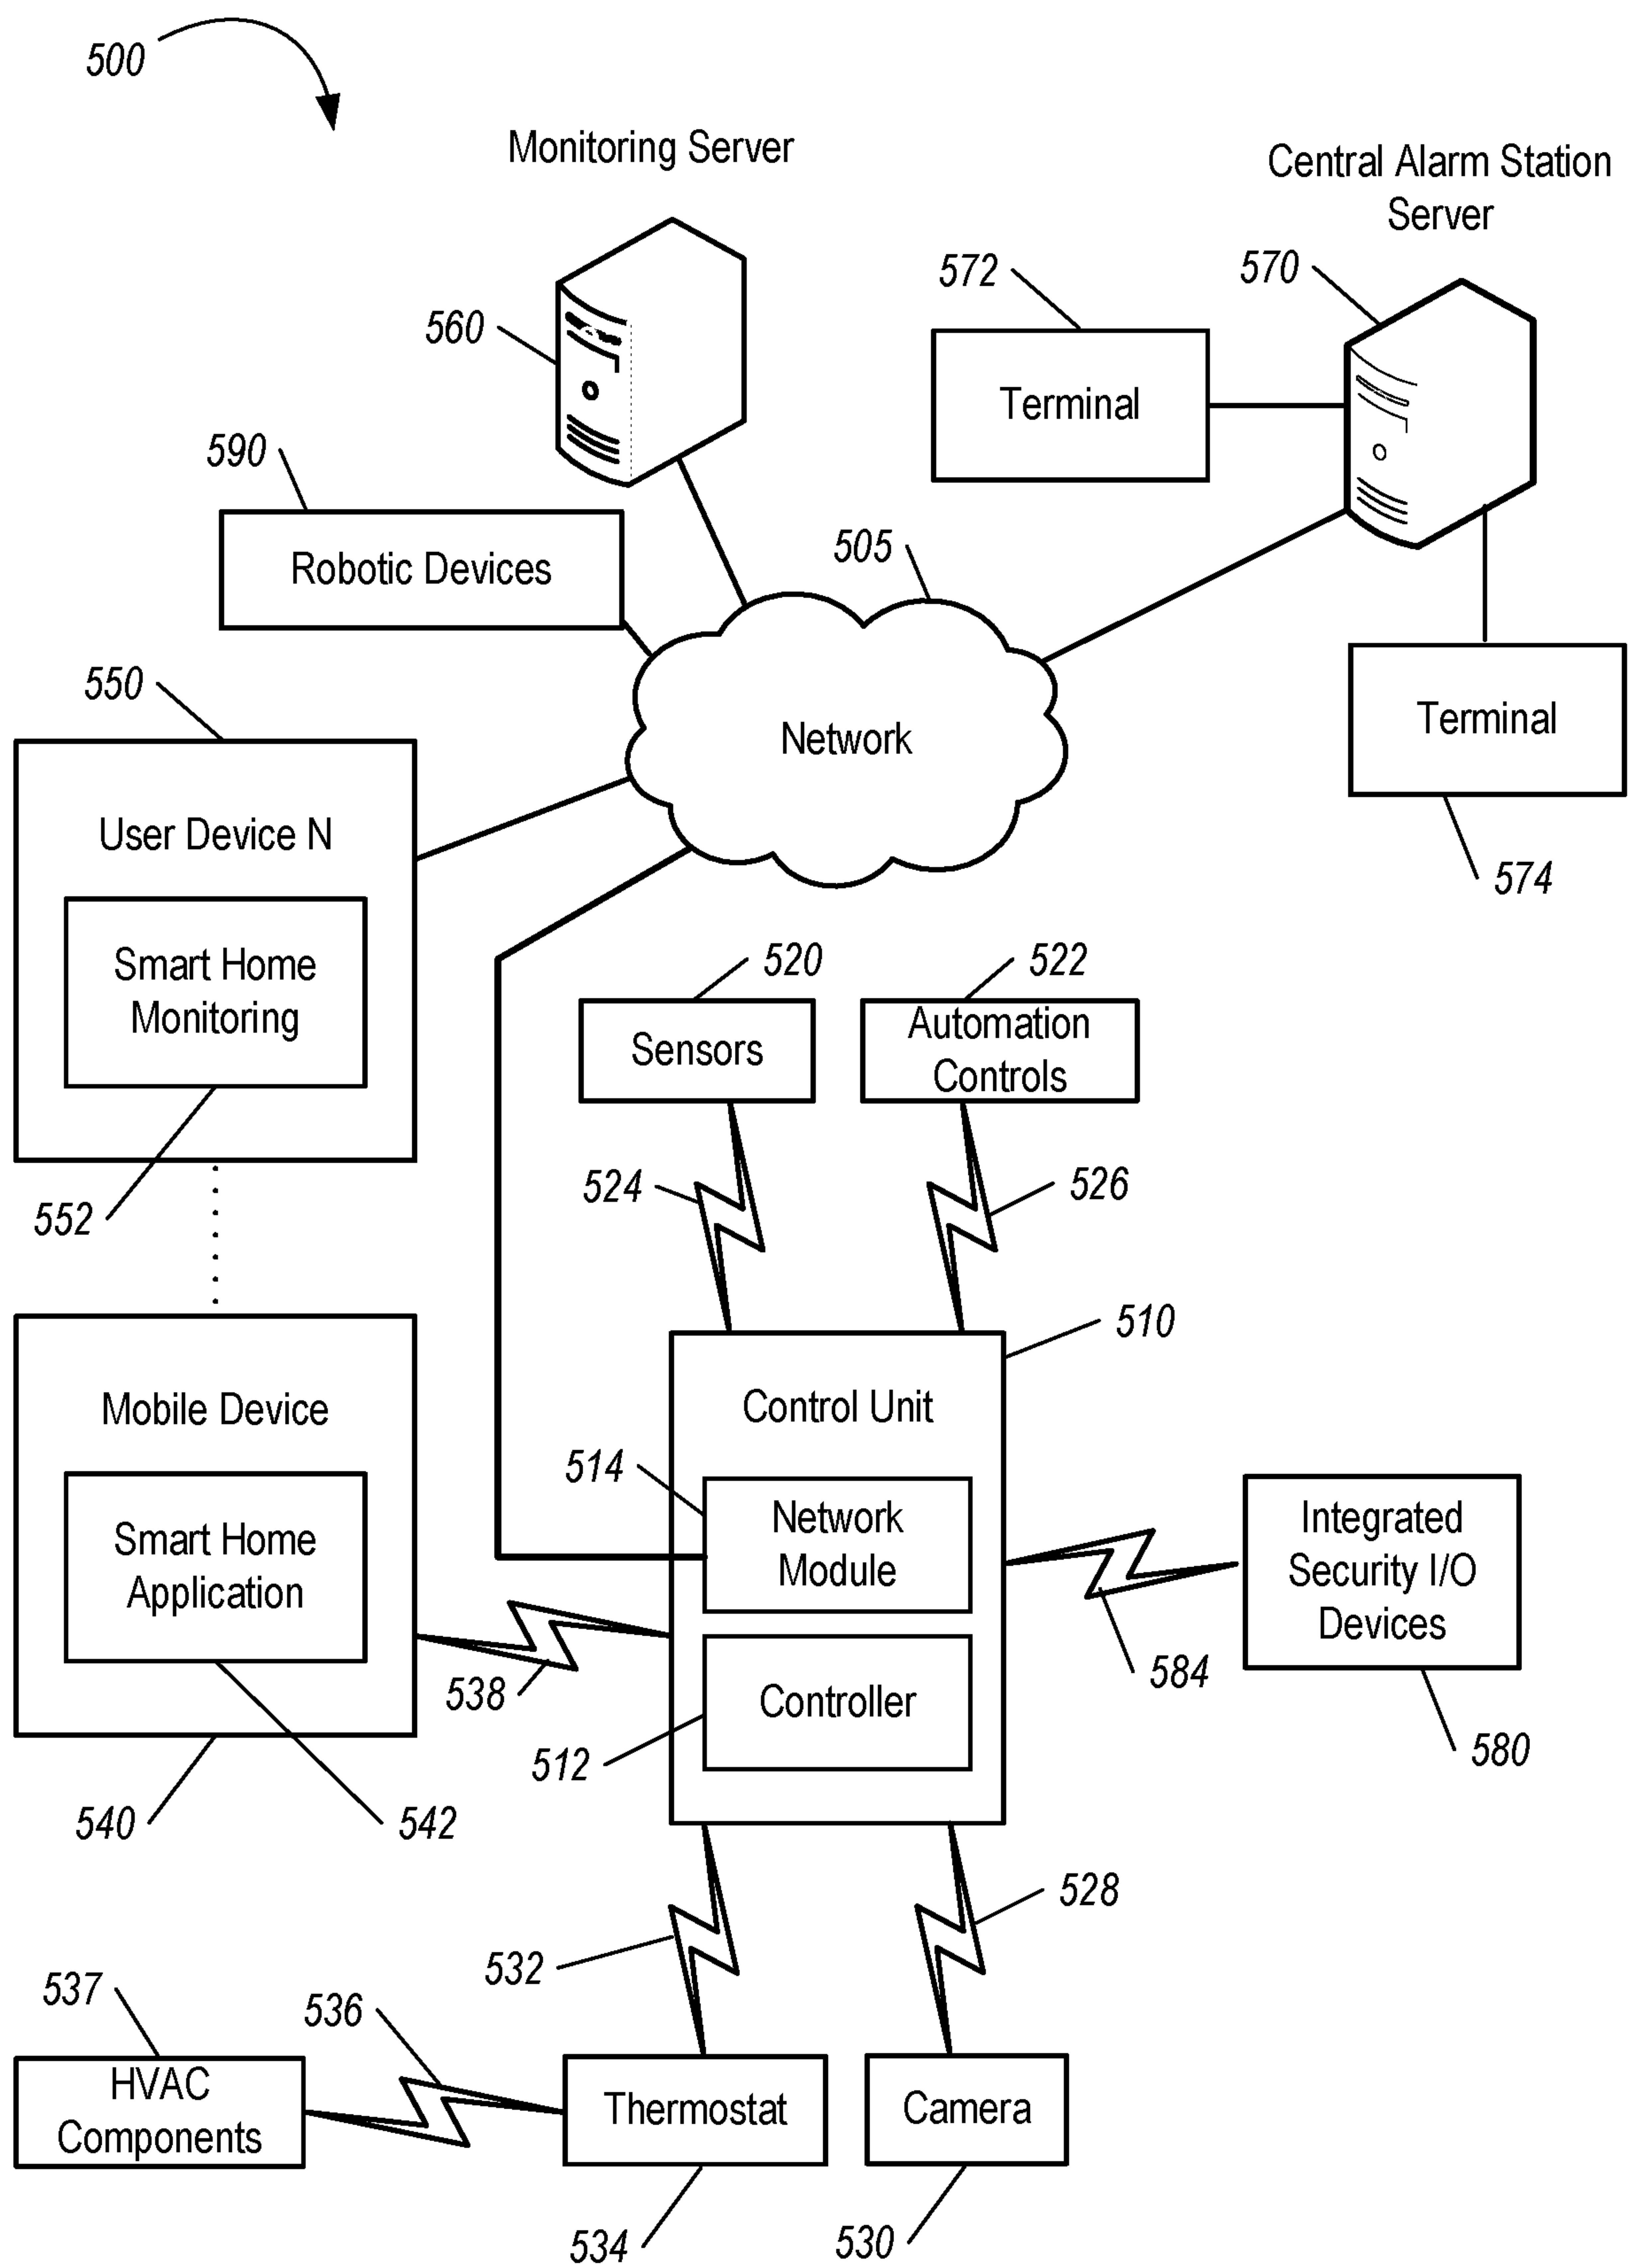 500
Monitoring Server
Central Alarm Station
Server
572
570
560
Terminal
590
505
Robotic Devices
550
Terminal
Network
User Device N
574
Smart Home
Monitoring
520
522
Sensors
Automation
Controls
524
526
552
510
Mobile Device
Control Unit
514
Network
Module
Integrated
Security I/O
Devices
Smart Home
Application
538
584
Controller
512
580
540
542
528
532
537
536
HVAC
Components
Thermostat
Camera
534
530